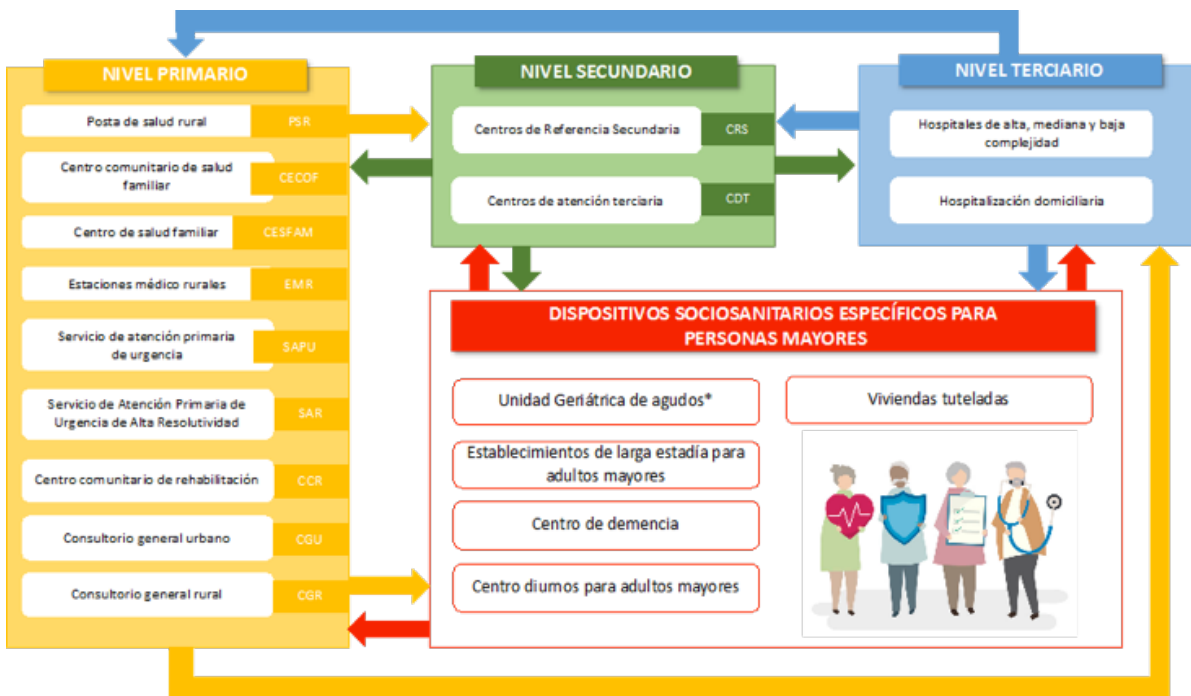 NIVEL PRIMARIO
Posta de salud rural
PSR
Centro comunitario de salud
familiar
CECOF
Centro de salud familiar
CESFAM
Estaciones médico rurales
EMR
Servicio de atención primaria
de urgencia
SAPU
Servicio de Atención Primaria de
Urgencia de Alta Resolutividad
SAR
Centro comunitario de rehabilitación
CCR
Consultorio general urbano
CGU
Consultorio general rural
CGR
NIVEL SECUNDARIO
Centros de Referencia Secundaria
CRS
Centros de atención terciaria
CDT
NIVEL TERCIARIO
Hospitales de alta, mediana y baja
complejidad
Hospitalización domiciliaria
DISPOSITIVOS SOCIOSANITARIOS ESPECÍFICOS PARA
PERSONAS MAYORES
Unidad Geriátrica de agudos*
Establecimientos de larga estadía para
adultos mayores
Centro de demencia
Centro diurnos para adultos mayores
Viviendas tuteladas